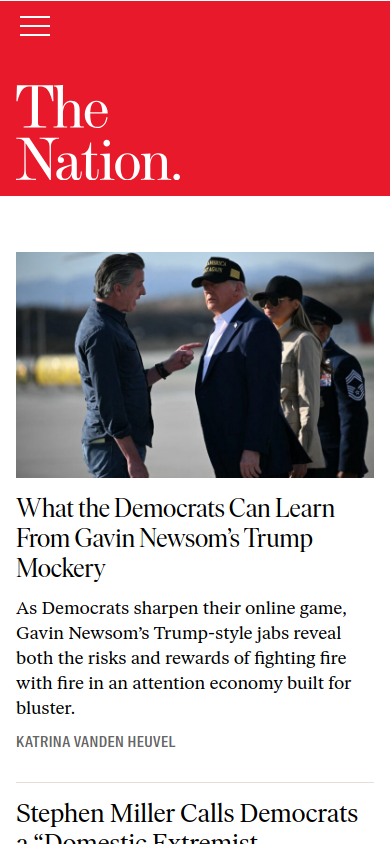 The
Nation.
What the Democrats Can Learn
From Gavin Newsom’s Trump
Mockery
As Democrats sharpen their online game,
Gavin Newsom’s Trump-style jabs reveal
both the risks and rewards of fighting fire
with fire in an attention economy built for
bluster.
KATRINA VANDEN HEUVEL
Stephen Miller Calls Democrats
a “Domestic Extremist